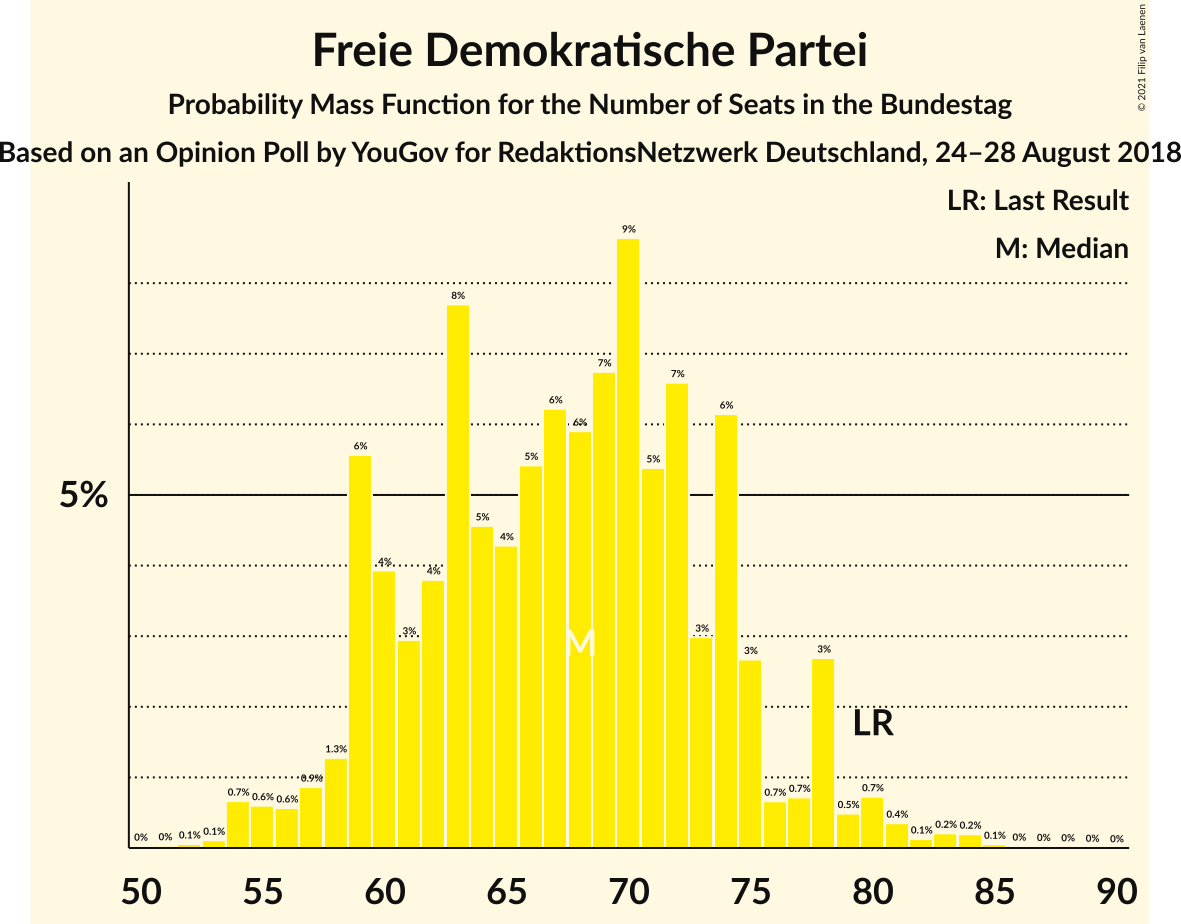 Freie Demokratische Partei
Probability Mass Function for the Number of Seats in the Bundestag
Based on an Opinion Poll by YouGov for RedaktionsNetzwerk Deutschland, 24–28 August 2018
© 2021 Filip van Laenen
LR: Last Result
M: Median
5%
0% 0% 0.1% 0.1% 0.7% 0.6% 0.6% 0.9% 1.3% 6% 4% 3% 4% 8% 5% 4% 5% 6% 6% 7% 9% 5% 7% 3% 6% 3% 0.7% 0.7% 3% 0.5% 0.7% 0.4% 0.1% 0.2% 0.2% 0.1% 0% 0% 0% 0% 0%
M
LR
50 55 60 65 70 75 80 85 90